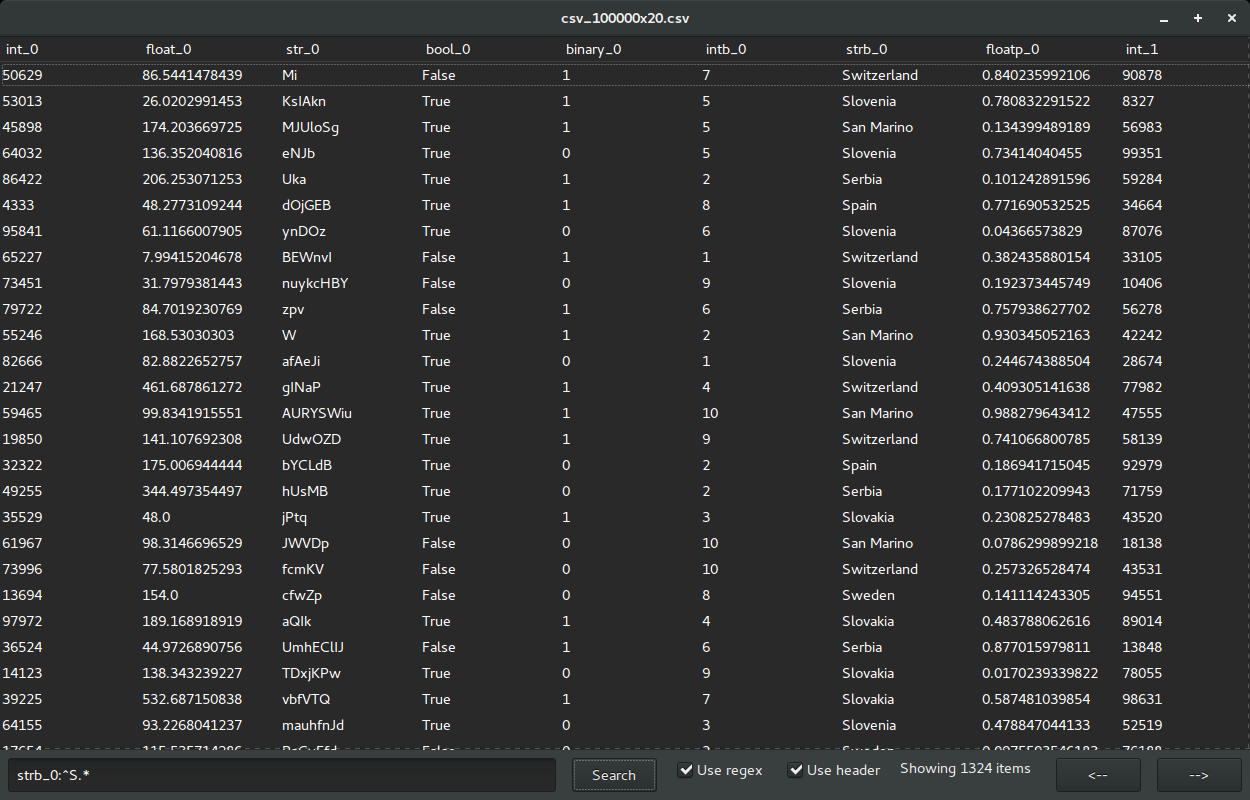 csv_100000x20.csv
int_0 float_0 str_0 bool_0 binary_0 intb_0 strb_0 floatp_0 int_1
50629 86.5441478439 Mi False 1 7 Switzerland 0.840235992106 90878
53013 26.0202991453 KsIAkn True 1 5 Slovenia 0.780832291522 8327
45898 174.203669725 MJUloSg True 1 5 San Marino 0.134399489189 56983
64032 136.352040816 eNJb True 0 5 Slovenia 0.73414040455 99351
86422 206.253071253 Uka True 1 2 Serbia 0.101242891596 59284
4333 48.2773109244 dOjGEB True 1 8 Spain 0.771690532525 34664
95841 61.1166007905 ynDOz True 0 6 Slovenia 0.04366573829 87076
65227 7.99415204678 BEWnvI False 1 1 Switzerland 0.382435880154 33105
73451 31.7979381443 nuykcHBY False 0 9 Slovenia 0.192373445749 10406
79722 84.7019230769 zpv False 1 6 Serbia 0.757938627702 56278
55246 168.53030303 W True 1 2 San Marino 0.930345052163 42242
82666 82.8822652757 afAeJi True 0 1 Slovenia 0.244674388504 28674
21247 461.687861272 gINaP True 1 4 Switzerland 0.409305141638 77982
59465 99.8341915551 AURYSWiu True 1 10 San Marino 0.988279643412 47555
19850 141.107692308 UdwOZD True 1 9 Switzerland 0.741066800785 58139
32322 175.006944444 bYCLdB True 0 2 Spain 0.186941715045 92979
49255 344.497354497 hUsMB True 0 2 Serbia 0.177102209943 71759
35529 48.0 jPtq True 1 3 Slovakia 0.230825278483 43520
61967 98.3146696529 JWVDp False 0 10 San Marino 0.0786299899218 18138
73996 77.5801825293 fcmKV False 0 10 Switzerland 0.257326528474 43531
13694 154.0 cfwZp False 0 8 Sweden 0.141114243305 94551
97972 189.168918919 aQIk True 1 4 Slovakia 0.483788062616 89014
36524 44.9726890756 UmhEClIJ False 1 6 Serbia 0.877015979811 13848
14123 138.343239227 TDxjKPw True 0 9 Slovakia 0.0170239339822 78055
39225 532.687150838 vbfVTQ True 1 7 Slovakia 0.587481039854 98631
64155 93.2268041237 mauhfnJd True 0 3 Slovenia 0.478847044133 52519
strb_0:^S.* Search Use regex Use header Showing 1324 items <-- -->